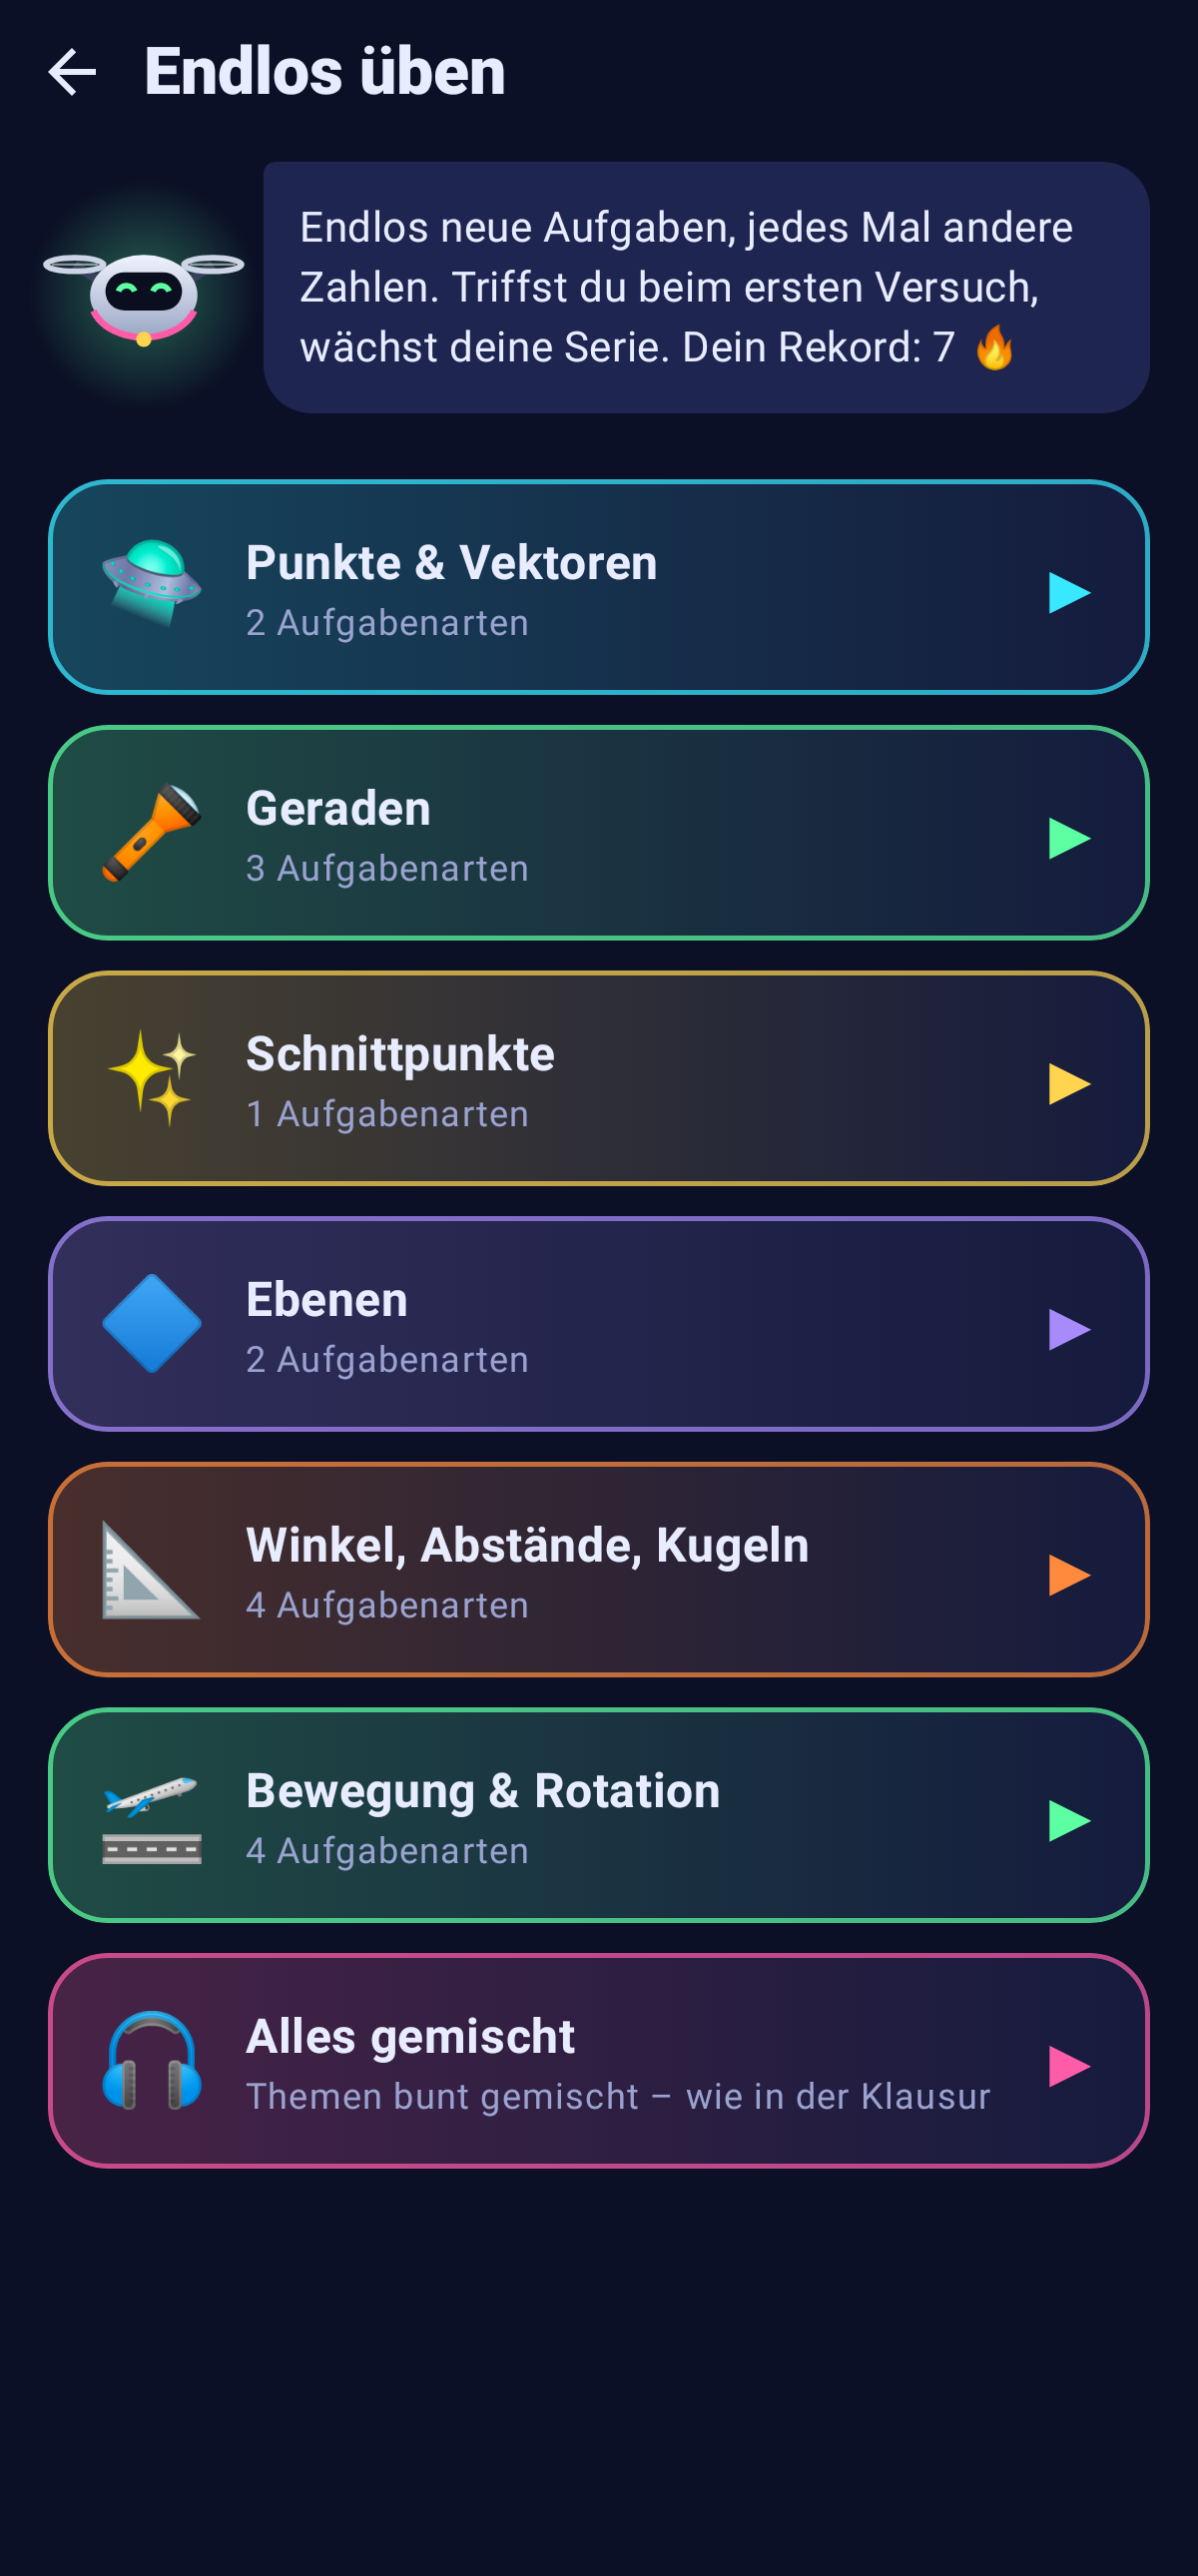 Endlos üben
Endlos neue Aufgaben, jedes Mal andere
Zahlen. Triffst du beim ersten Versuch,
wächst deine Serie. Dein Rekord: 7 🔥
Punkte & Vektoren
2 Aufgabenarten
Geraden
3 Aufgabenarten
Schnittpunkte
1 Aufgabenarten
Ebenen
2 Aufgabenarten
Winkel, Abstände, Kugeln
4 Aufgabenarten
Bewegung & Rotation
4 Aufgabenarten
Alles gemischt
Themen bunt gemischt – wie in der Klausur